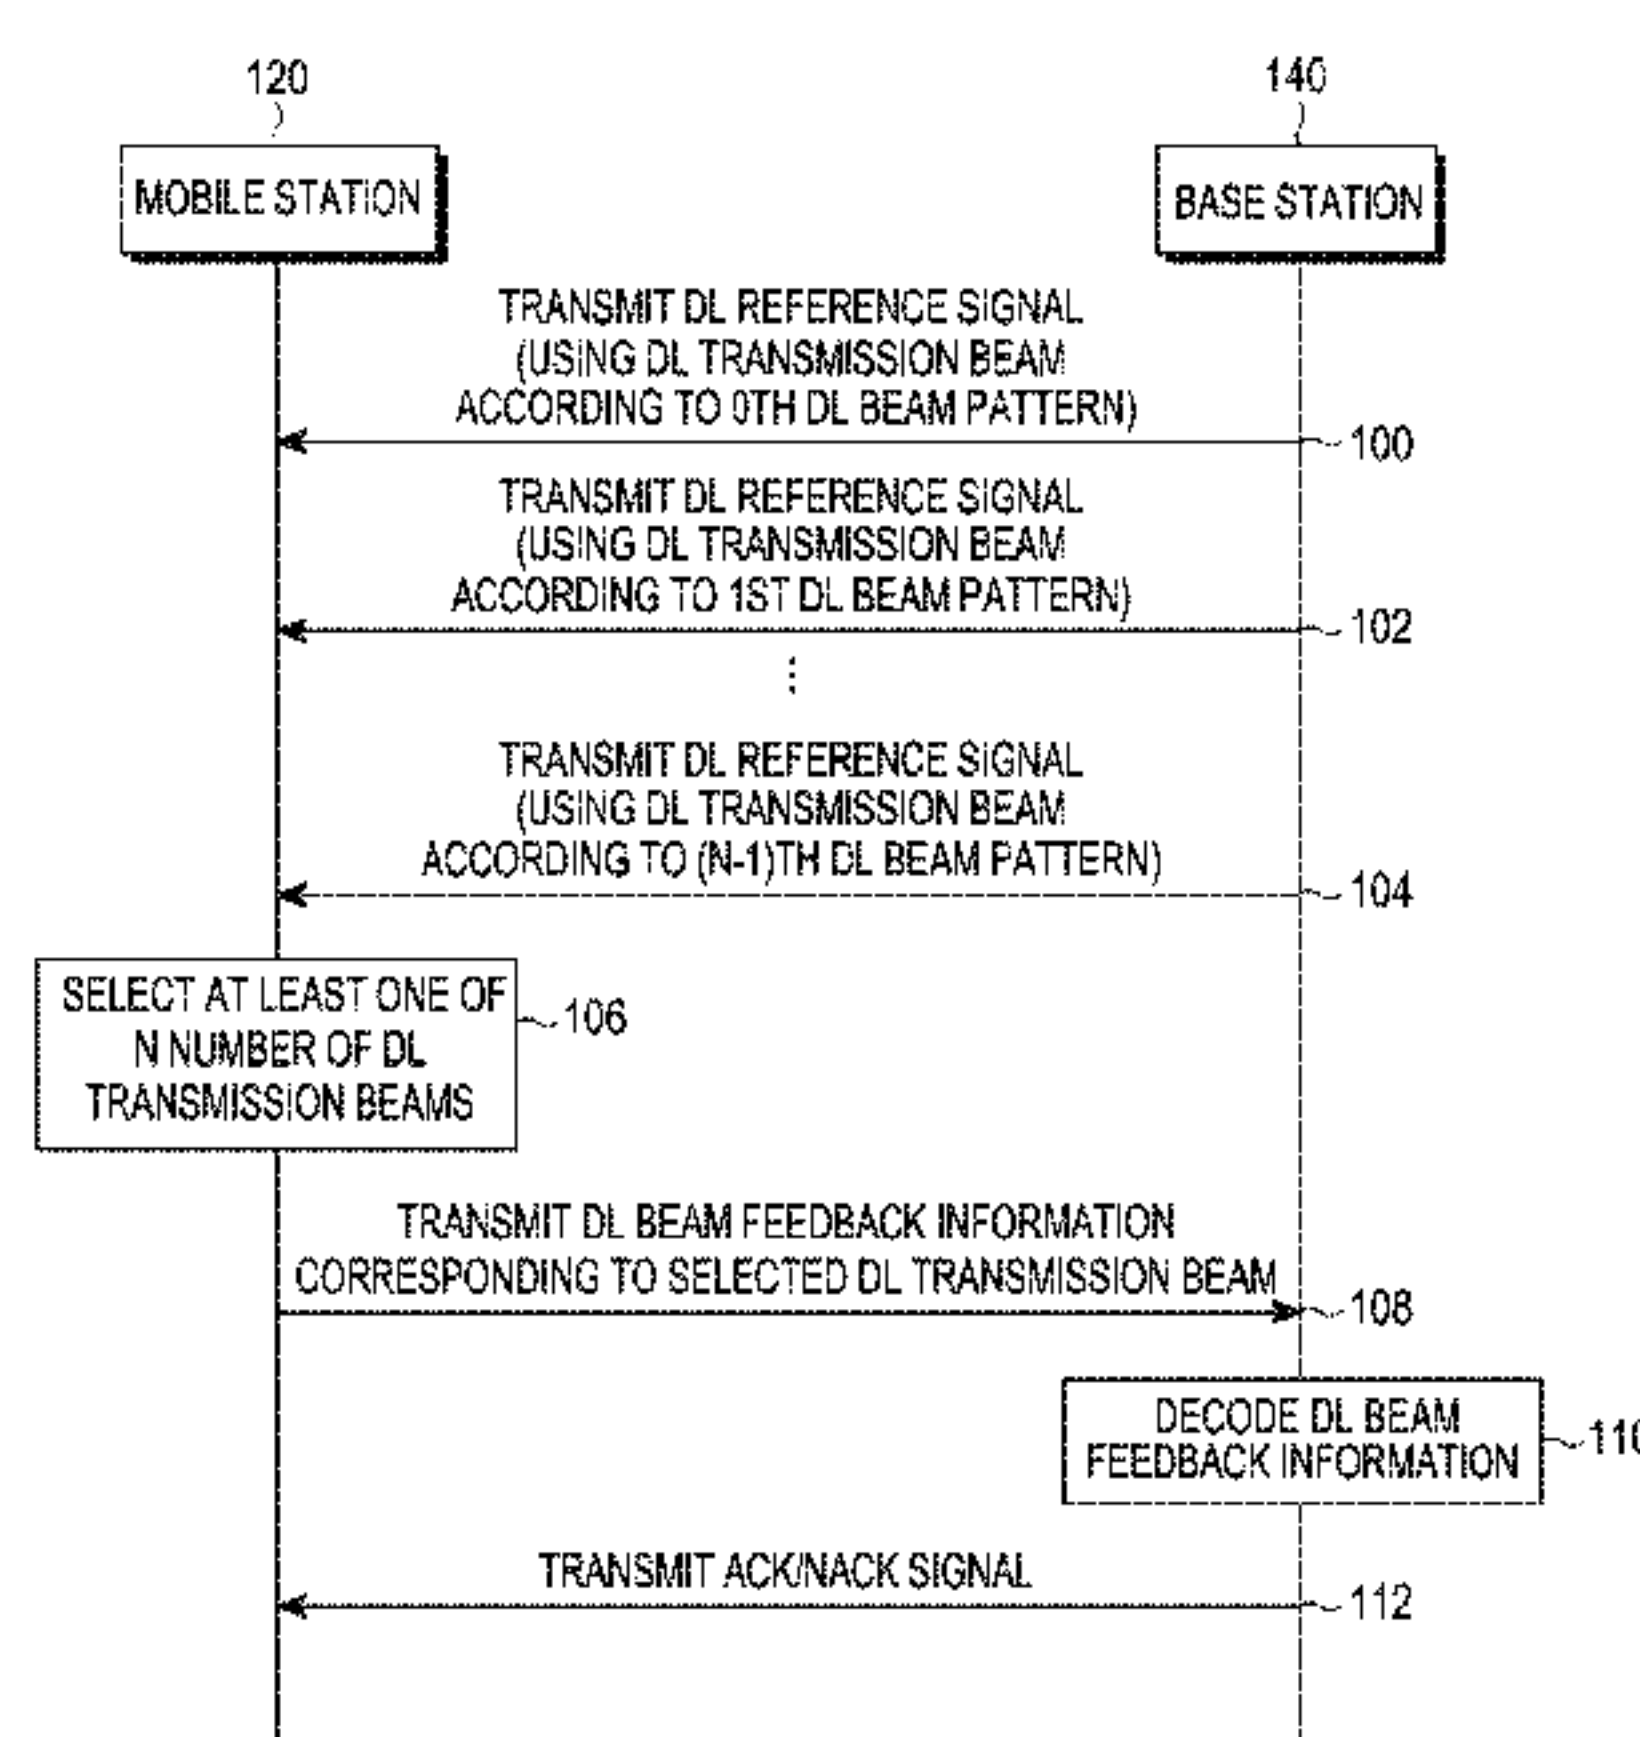 120
140
MOBILE STATION
BASE STATION
TRANSMIT DL REFERENCE SIGNAL
(USING DL TRANSMISSION BEAM
ACCORDING TO 0TH DL BEAM PATTERN)
100
TRANSMIT DL REFERENCE SIGNAL
(USING DL TRANSMISSION BEAM
ACCORDING TO 1ST DL BEAM PATTERN)
102
⋮
TRANSMIT DL REFERENCE SIGNAL
(USING DL TRANSMISSION BEAM
ACCORDING TO (N-1)TH DL BEAM PATTERN)
104
SELECT AT LEAST ONE OF
N NUMBER OF DL
TRANSMISSION BEAMS
106
TRANSMIT DL BEAM FEEDBACK INFORMATION
CORRESPONDING TO SELECTED DL TRANSMISSION BEAM
108
DECODE DL BEAM
FEEDBACK INFORMATION
110
TRANSMIT ACK/NACK SIGNAL
112